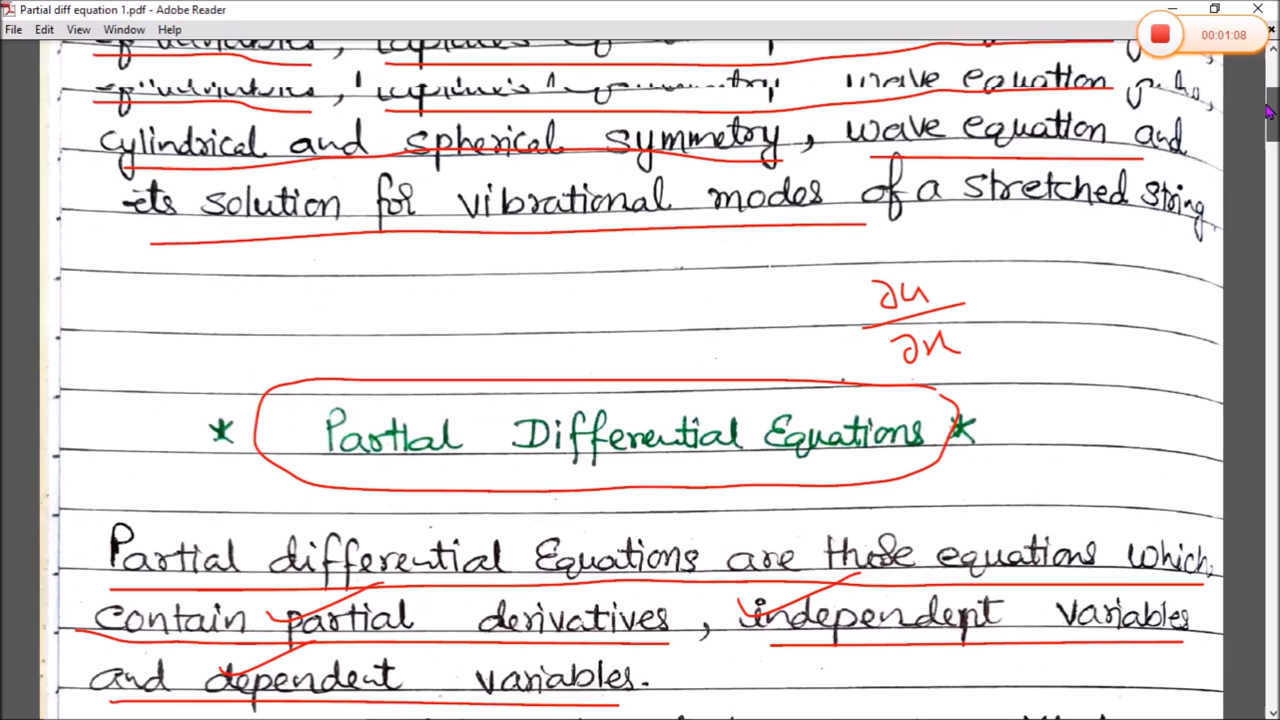 Partial diff equation 1.pdf - Adobe Reader
File Edit View Window Help
00:01:08
wave equation
cylindrical and spherical symmetry, wave equation and
its solution for vibrational modes of a stretched string
∂u
∂x
* Partial Differential Equations *
Partial differential Equations are those equations which
contain partial derivatives, independent variables
and dependent variables.